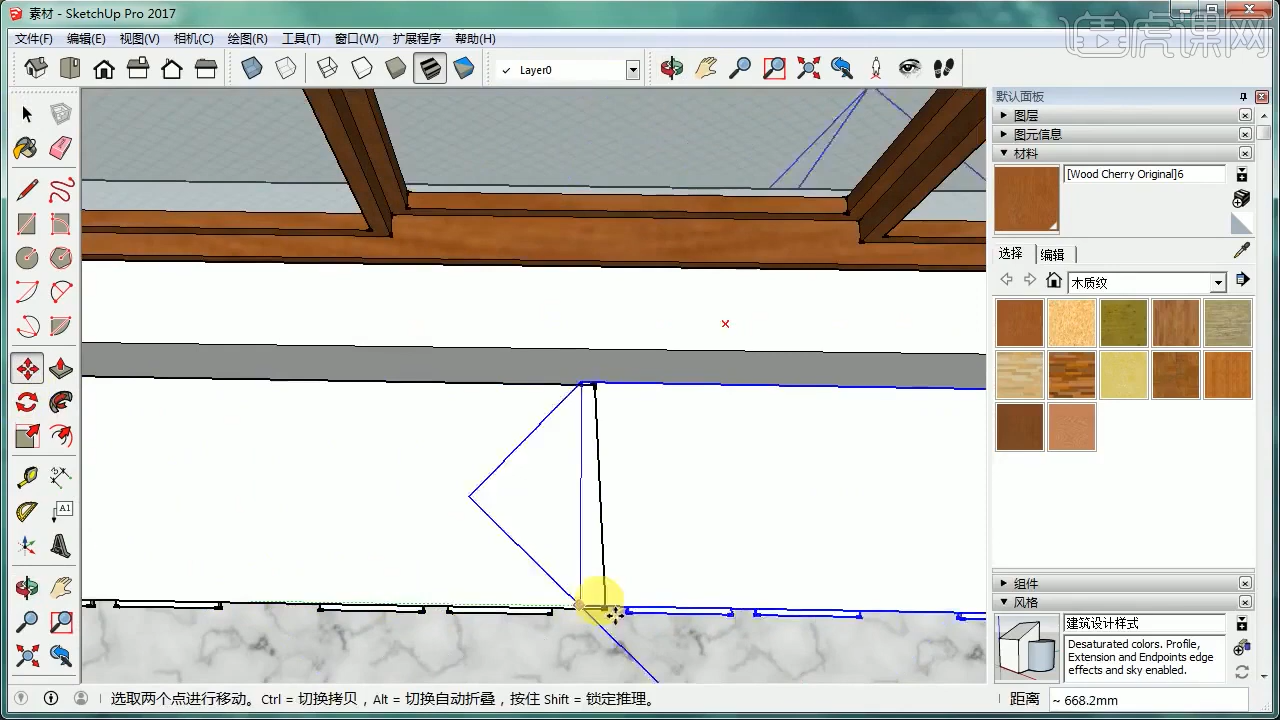 素材 - SketchUp Pro 2017
虎课网
文件(F) 编辑(E) 视图(V) 相机(C) 绘图(R) 工具(T) 窗口(W) 扩展程序 帮助(H)
Layer0
默认面板
图层
图元信息
材料
[Wood Cherry Original]6
选择 编辑
木质纹
A1
组件
风格
建筑设计样式
Desaturated colors. Profile,
Extension and Endpoints edge
effects and sky enabled.
选取两个点进行移动。Ctrl = 切换拷贝，Alt = 切换自动折叠，按住 Shift = 锁定推理。
距离 ~ 668.2mm